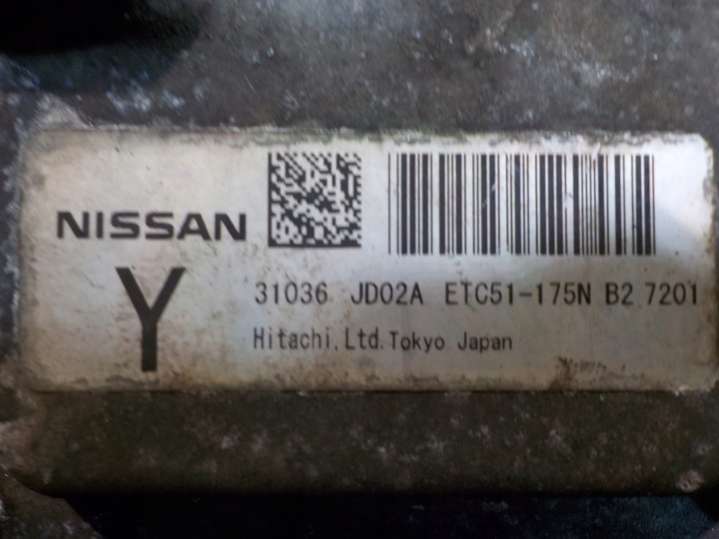 NISSAN
Y
31036 JD02A ETC51-175N B2 7201
Hitachi,Ltd.Tokyo Japan